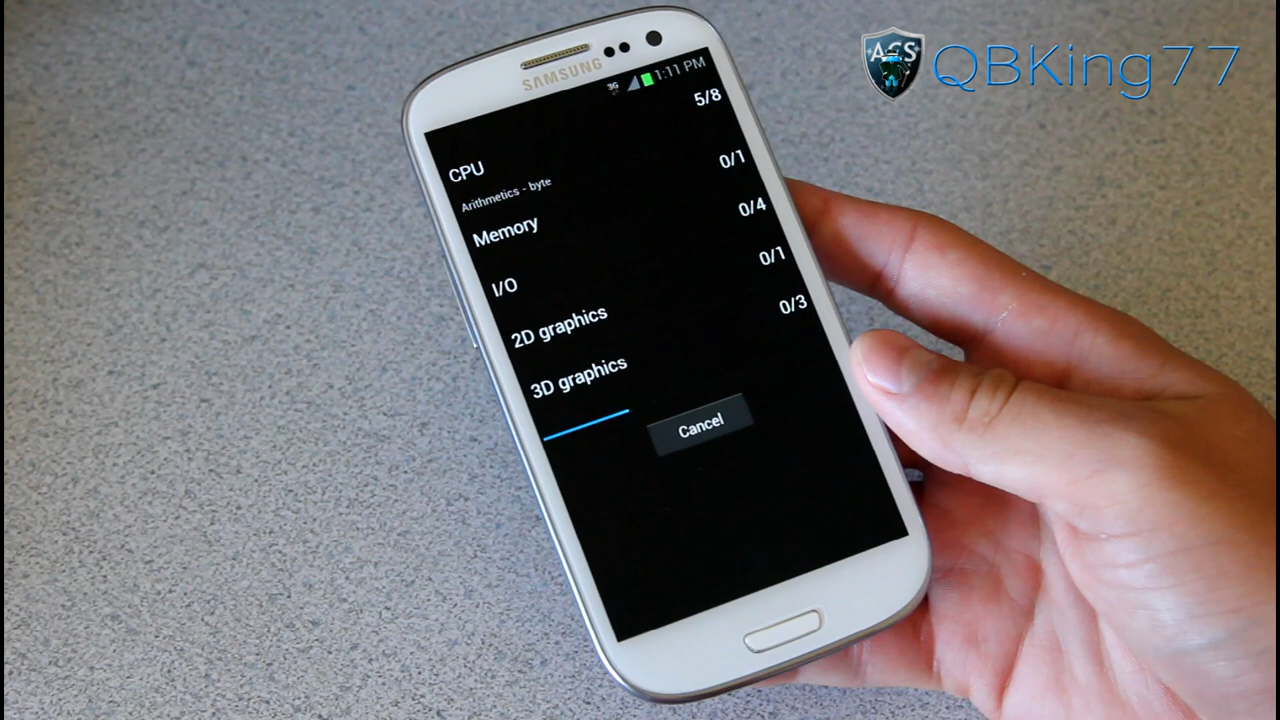 ACS QBKing77
SAMSUNG
3G 1:11 PM
CPU 5/8
Arithmetics - byte
Memory 0/1
I/O 0/4
2D graphics 0/1
3D graphics 0/3
Cancel